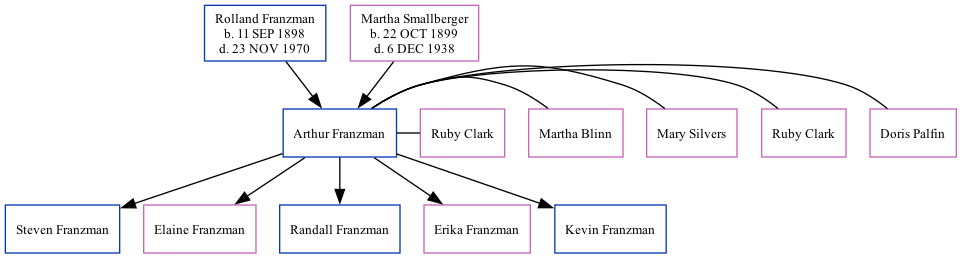 Rolland Franzman
b. 11 SEP 1898
d. 23 NOV 1970
Martha Smallberger
b. 22 OCT 1899
d. 6 DEC 1938
Arthur Franzman
Ruby Clark
Martha Blinn
Mary Silvers
Ruby Clark
Doris Palfin
Steven Franzman
Elaine Franzman
Randall Franzman
Erika Franzman
Kevin Franzman